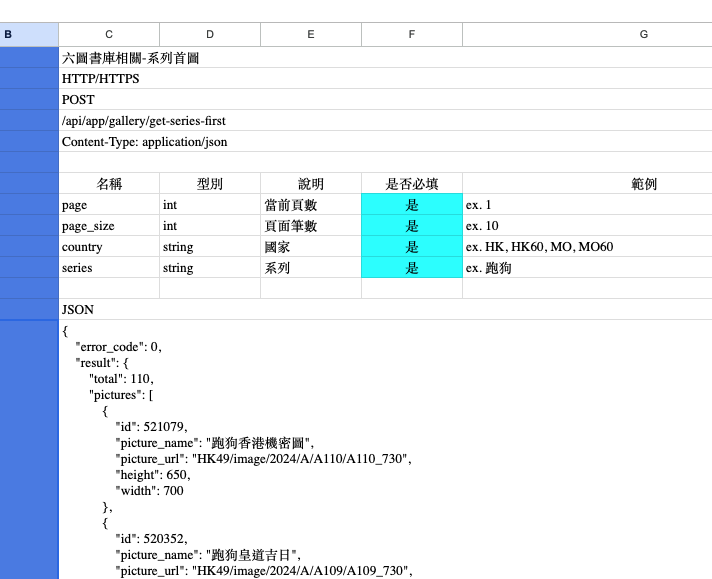 B C D E F G
六圖書庫相關-系列首圖
HTTP/HTTPS
POST
/api/app/gallery/get-series-first
Content-Type: application/json
名稱 型別 說明 是否必填 範例
page int 當前頁數 是 ex. 1
page_size int 頁面筆數 是 ex. 10
country string 國家 是 ex. HK, HK60, MO, MO60
series string 系列 是 ex. 跑狗
JSON
{
"error_code": 0,
"result": {
"total": 110,
"pictures": [
{
"id": 521079,
"picture_name": "跑狗香港機密圖",
"picture_url": "HK49/image/2024/A/A110/A110_730",
"height": 650,
"width": 700
},
{
"id": 520352,
"picture_name": "跑狗皇道吉日",
"picture_url": "HK49/image/2024/A/A109/A109_730",